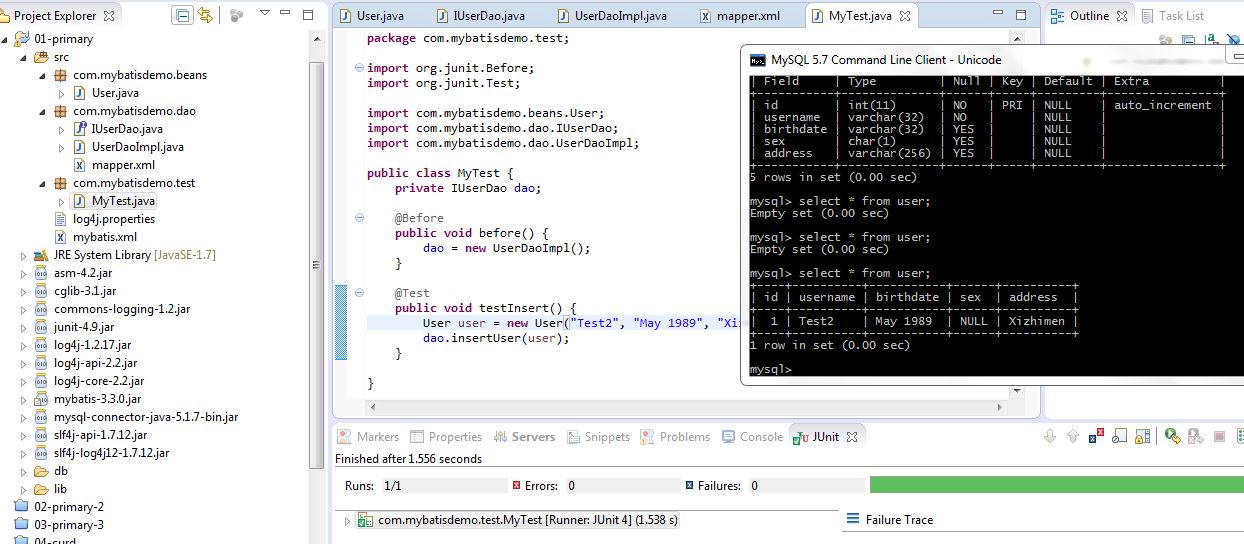 Project Explorer
01-primary
src
com.mybatisdemo.beans
User.java
com.mybatisdemo.dao
IUserDao.java
UserDaoImpl.java
mapper.xml
com.mybatisdemo.test
MyTest.java
log4j.properties
mybatis.xml
JRE System Library [JavaSE-1.7]
asm-4.2.jar
cglib-3.1.jar
commons-logging-1.2.jar
junit-4.9.jar
log4j-1.2.17.jar
log4j-api-2.2.jar
log4j-core-2.2.jar
mybatis-3.3.0.jar
mysql-connector-java-5.1.7-bin.jar
slf4j-api-1.7.12.jar
slf4j-log4j12-1.7.12.jar
db
lib
02-primary-2
03-primary-3
04-curd
User.java IUserDao.java UserDaoImpl.java mapper.xml MyTest.java
package com.mybatisdemo.test;
import org.junit.Before;
import org.junit.Test;
import com.mybatisdemo.beans.User;
import com.mybatisdemo.dao.IUserDao;
import com.mybatisdemo.dao.UserDaoImpl;
public class MyTest {
private IUserDao dao;
@Before
public void before() {
dao = new UserDaoImpl();
}
@Test
public void testInsert() {
User user = new User("Test2", "May 1989", "Xiz
dao.insertUser(user);
}
}
Outline Task List
MySQL 5.7 Command Line Client - Unicode
| Field | Type | Null | Key | Default | Extra |
+-----------+--------------+------+-----+---------+----------------+
| id | int(11) | NO | PRI | NULL | auto_increment |
| username | varchar(32) | NO | | NULL | |
| birthdate | varchar(32) | YES | | NULL | |
| sex | char(1) | YES | | NULL | |
| address | varchar(256) | YES | | NULL | |
+-----------+--------------+------+-----+---------+----------------+
5 rows in set (0.00 sec)
mysql> select * from user;
Empty set (0.00 sec)
mysql> select * from user;
Empty set (0.00 sec)
mysql> select * from user;
+----+----------+-----------+------+----------+
| id | username | birthdate | sex | address |
+----+----------+-----------+------+----------+
| 1 | Test2 | May 1989 | NULL | Xizhimen |
+----+----------+-----------+------+----------+
1 row in set (0.00 sec)
mysql>
Markers Properties Servers Snippets Problems Console JUnit
Finished after 1.556 seconds
Runs: 1/1 Errors: 0 Failures: 0
com.mybatisdemo.test.MyTest [Runner: JUnit 4] (1.538 s)
Failure Trace